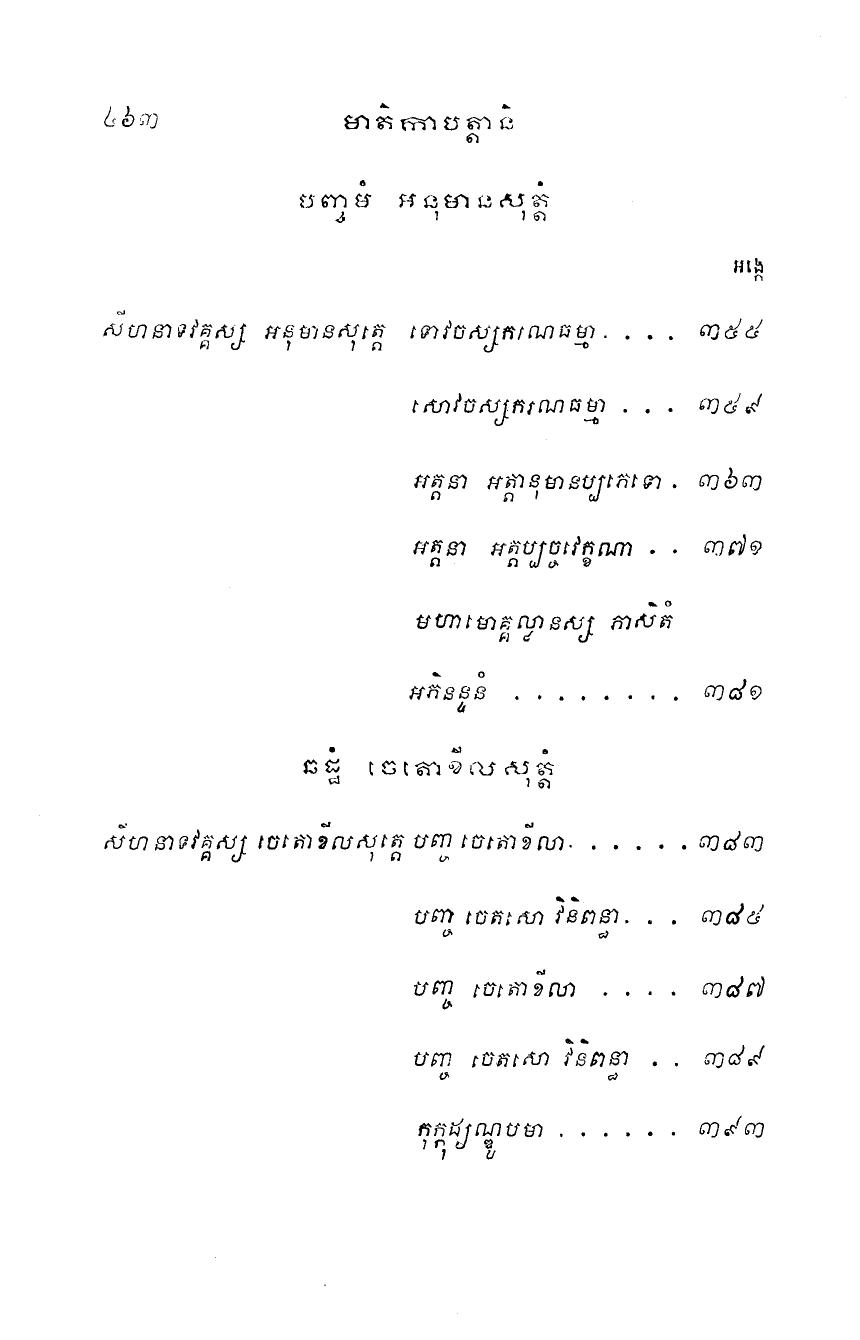 ៤៦៣ មាតិកាបត្តានិ
បញ្ចមំ អនុមានសុត្តំ
អង្កេ
សីហនាទវគ្គស្ស អនុមានសុត្តេ ទោវចស្សករណធម្មា . . . . ៣៥៥
សោវចស្សករណធម្មា . . . ៣៥៩
អត្តនា អត្តានុមានប្បភេទោ . ៣៦៣
អត្តនា អត្តប្បច្ចវេក្ខណា . . ៣៧១
មហាមោគ្គល្លានស្ស ភាសិតំ
អភិនន្ទនំ . . . . . . . . ៣៨១
ឆដ្ឋំ ចេតោខីលសុត្តំ
សីហនាទវគ្គស្ស ចេតោខីលសុត្តេ បញ្ច ចេតោខីលា . . . . . . ៣៨៣
បញ្ច ចេតសោ វិនិពន្ធា . . . ៣៨៥
បញ្ច ចេតោខីលា . . . . ៣៨៧
បញ្ច ចេតសោ វិនិពន្ធា . . ៣៨៩
កុក្កុដ្យណ្ឌូបមា . . . . . . ៣៩៣